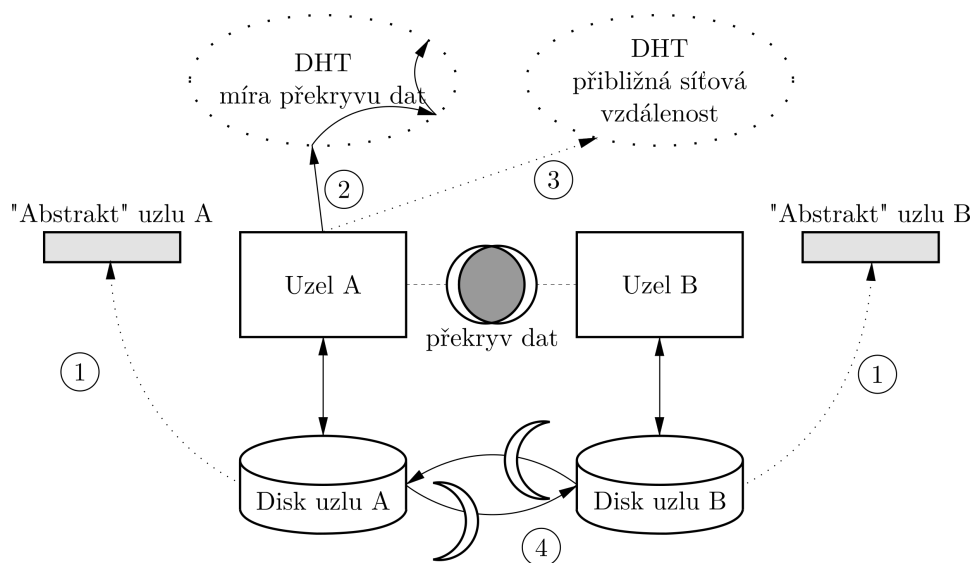 DHT
míra překryvu dat
DHT
přibližná síťová
vzdálenost
2
3
"Abstrakt" uzlu A
"Abstrakt" uzlu B
Uzel A
Uzel B
překryv dat
1
1
Disk uzlu A
Disk uzlu B
4